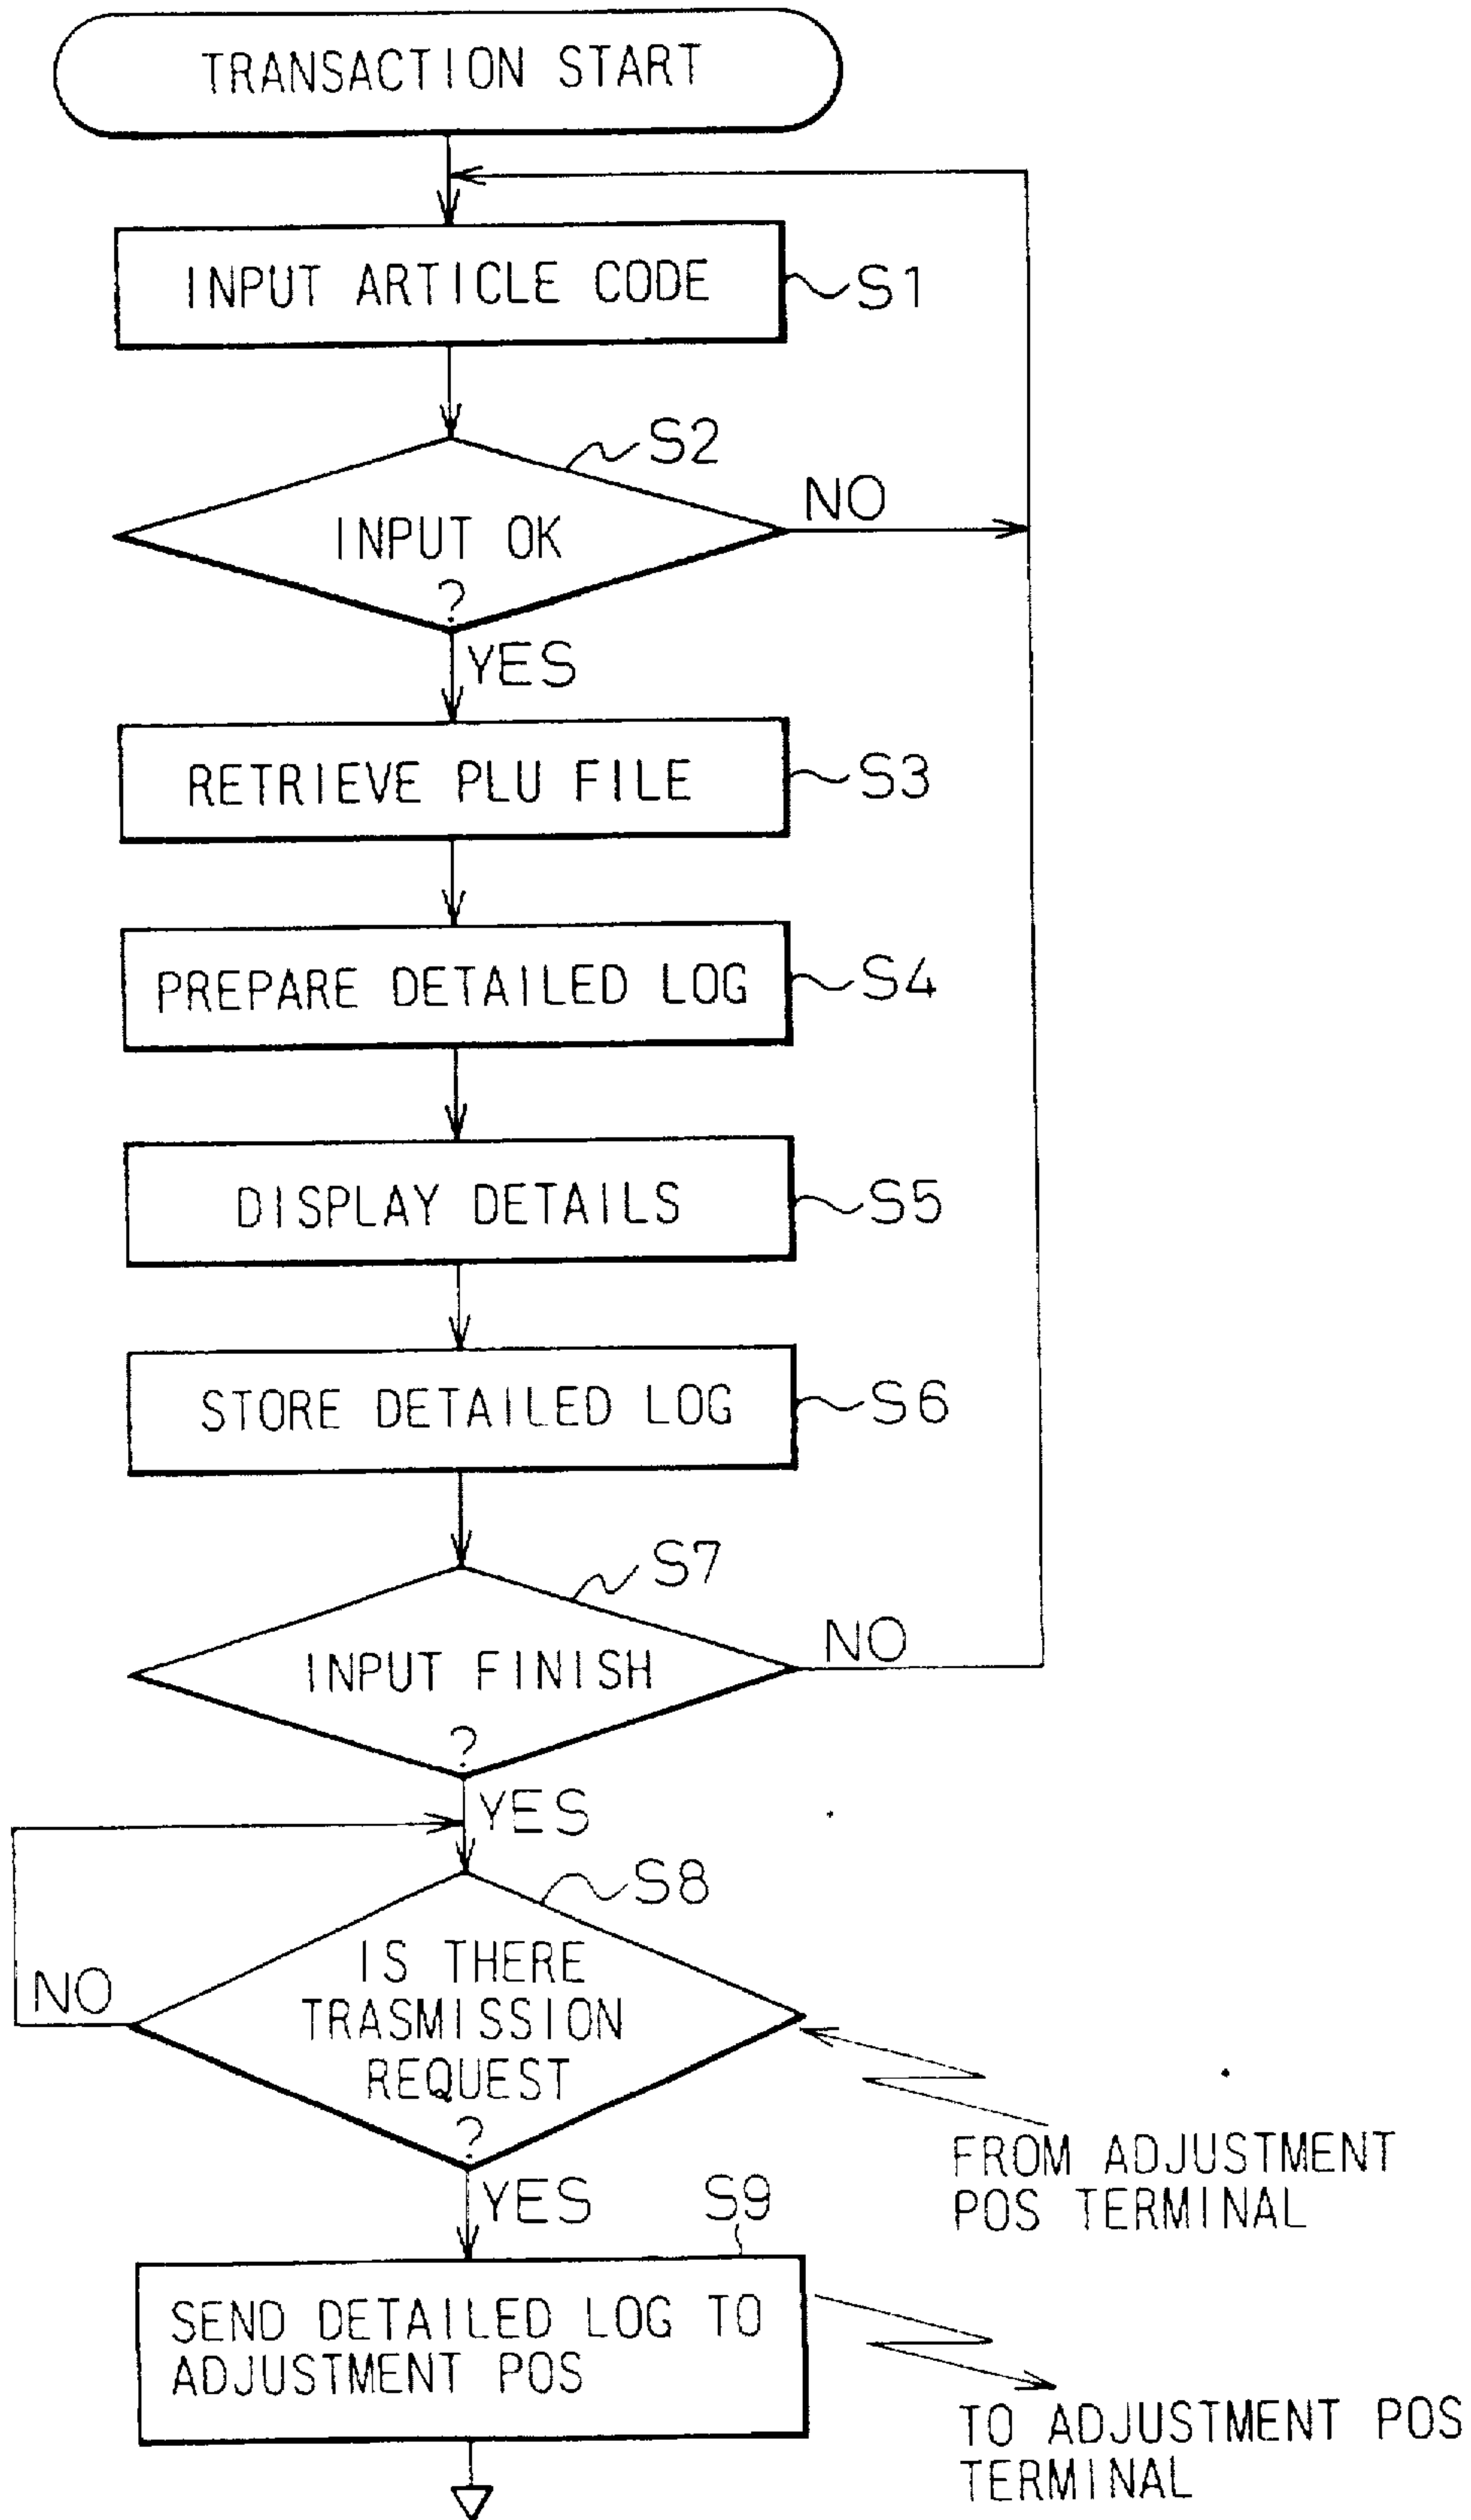 TRANSACTION START
INPUT ARTICLE CODE
S1
S2
INPUT OK
?
NO
YES
RETRIEVE PLU FILE
S3
PREPARE DETAILED LOG
S4
DISPLAY DETAILS
S5
STORE DETAILED LOG
S6
S7
INPUT FINISH
?
NO
YES
S8
IS THERE
TRASMISSION
REQUEST
?
NO
FROM ADJUSTMENT
POS TERMINAL
YES
S9
SEND DETAILED LOG TO
ADJUSTMENT POS
TO ADJUSTMENT POS
TERMINAL